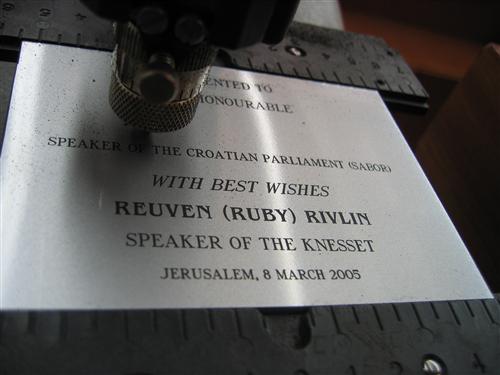 TO
HONOURABLE
SPEAKER OF THE CROATIAN PARLIAMENT (SABOR)
WITH BEST WISHES
REUVEN (RUBY) RIVLIN
SPEAKER OF THE KNESSET
JERUSALEM, 8 MARCH 2005